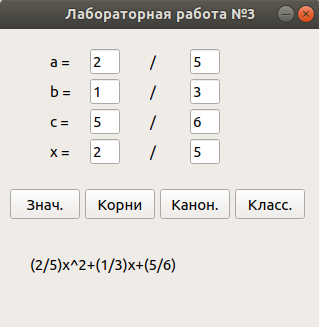 Лабораторная работа №3
a = 2 / 5
b = 1 / 3
c = 5 / 6
x = 2 / 5
Знач. Корни Канон. Класс.
(2/5)x^2+(1/3)x+(5/6)